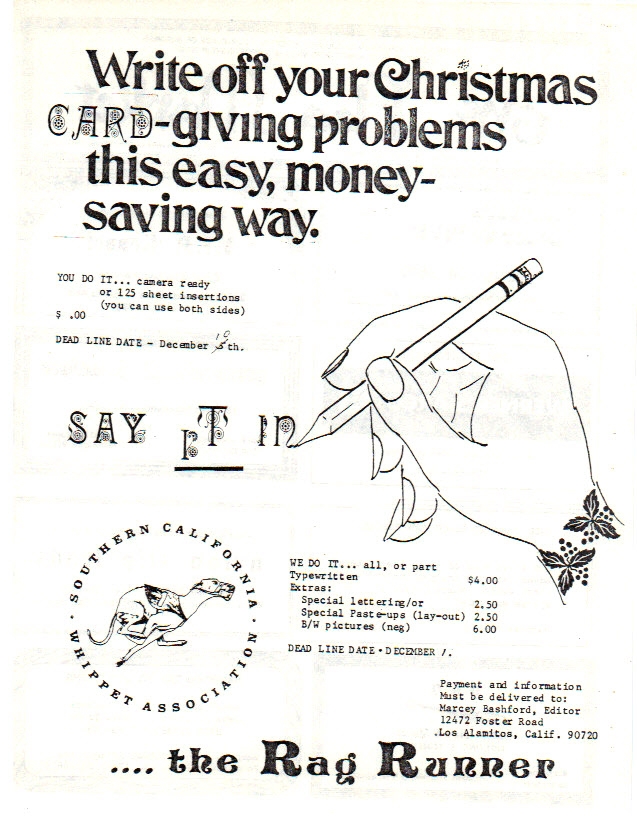 Write off your Christmas
CARD-giving problems
this easy, money-
saving way.
YOU DO IT... camera ready
or 125 sheet insertions
(you can use both sides)
$ .00
DEAD LINE DATE - December 10th.
SAY IT In
SOUTHERN CALIFORNIA · WHIPPET ASSOCIATION ·
WE DO IT... all, or part
Typewritten $4.00
Extras:
Special lettering/or 2.50
Special Paste-ups (lay-out) 2.50
B/W pictures (neg) 6.00
DEAD LINE DATE · DECEMBER 1.
Payment and information
Must be delivered to:
Marcey Bashford, Editor
12472 Foster Road
Los Alamitos, Calif. 90720
.... the Rag Runner